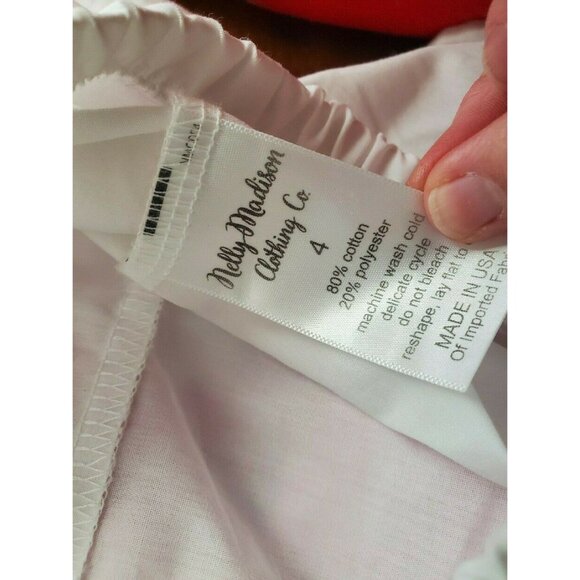 Nelly Madison
Clothing Co.
4
80% cotton
20% polyester
machine wash cold
delicate cycle
do not bleach
reshape, lay flat to
MADE IN USA
Of Imported